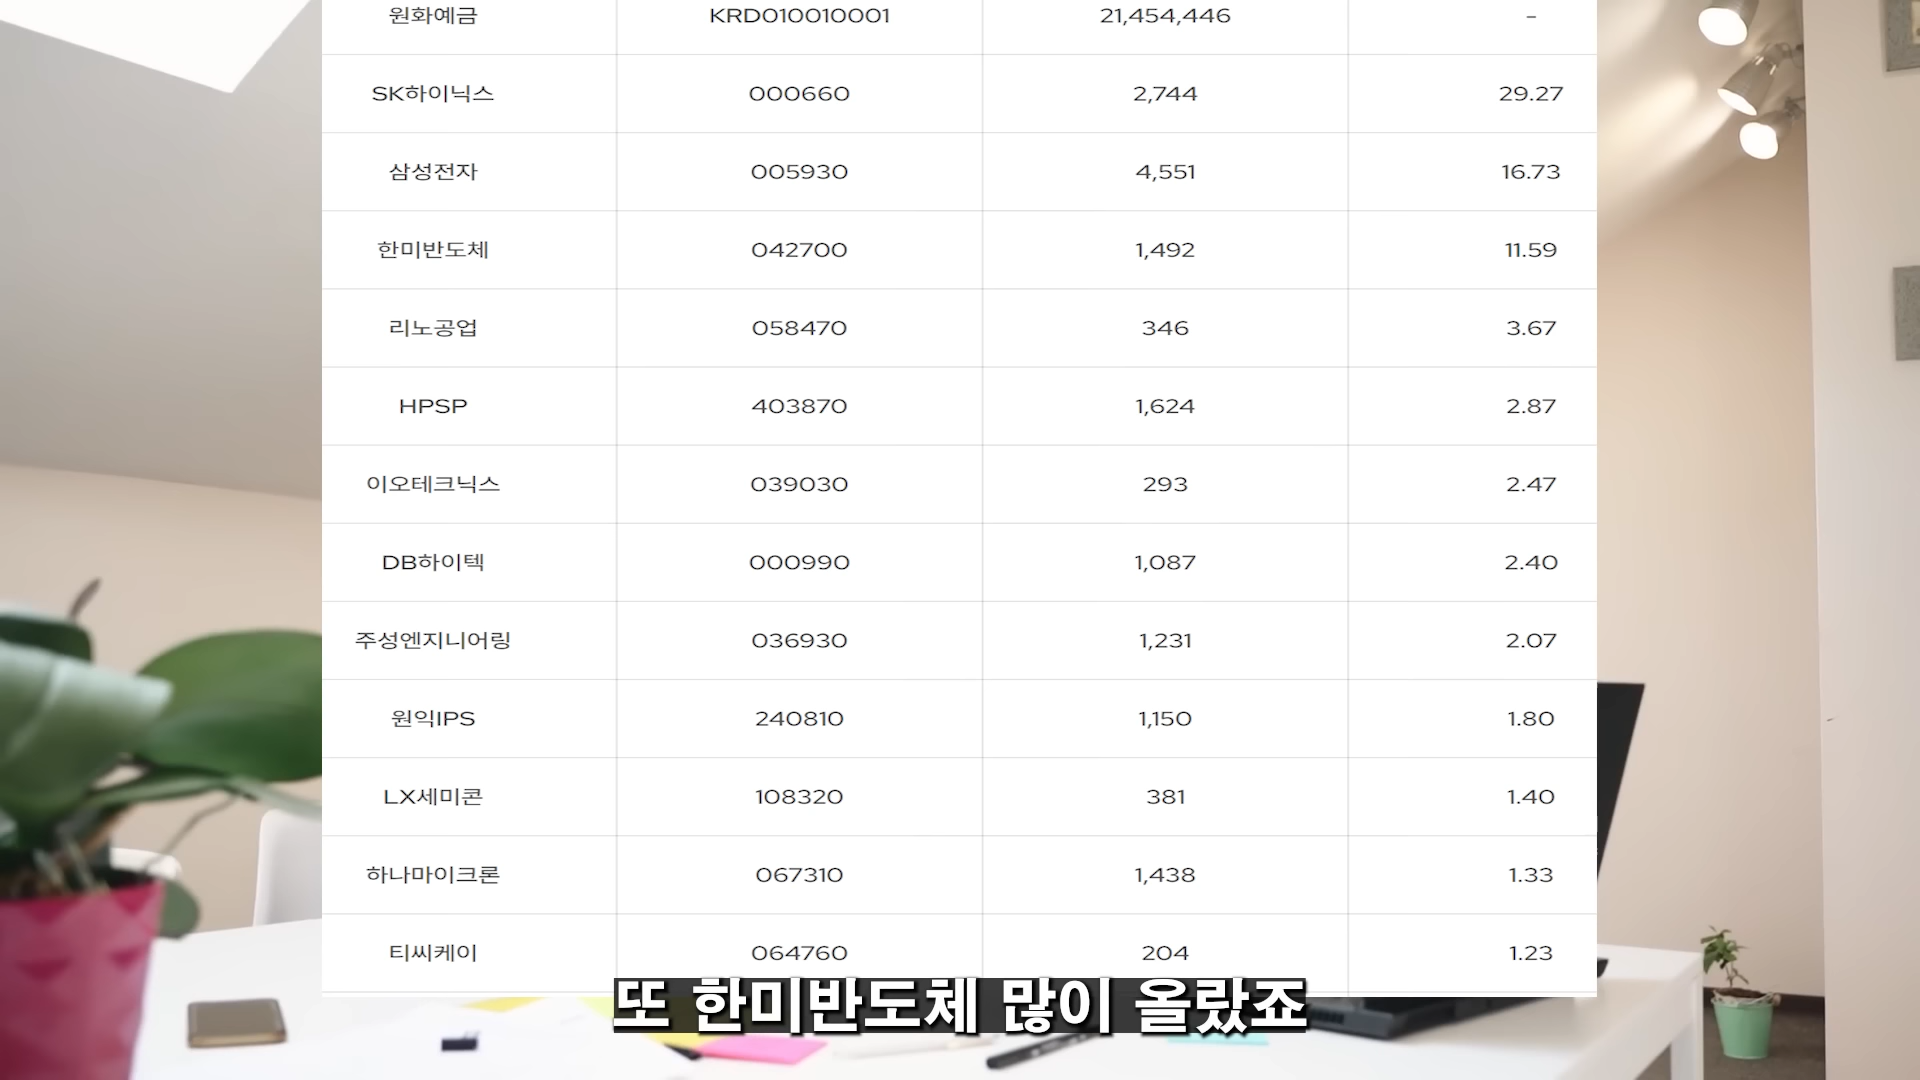 원화예금 KRD010010001 21,454,446 -
SK하이닉스 000660 2,744 29.27
삼성전자 005930 4,551 16.73
한미반도체 042700 1,492 11.59
리노공업 058470 346 3.67
HPSP 403870 1,624 2.87
이오테크닉스 039030 293 2.47
DB하이텍 000990 1,087 2.40
주성엔지니어링 036930 1,231 2.07
원익IPS 240810 1,150 1.80
LX세미콘 108320 381 1.40
하나마이크론 067310 1,438 1.33
티씨케이 064760 204 1.23
또 한미반도체 많이 올랐죠